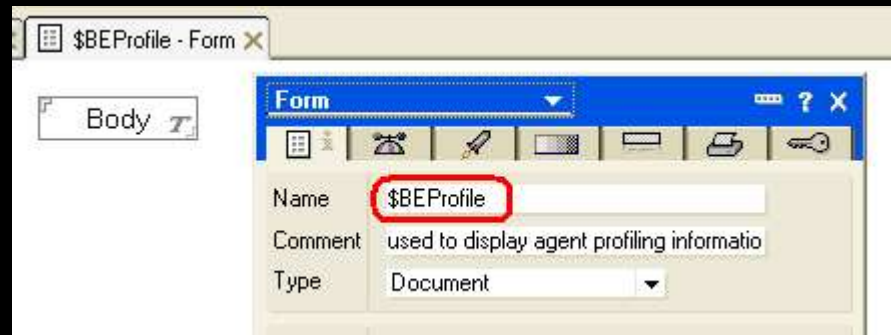 $BEProfile - Form
Body T
Form
?
Name $BEProfile
Comment used to display agent profiling informatio
Type Document